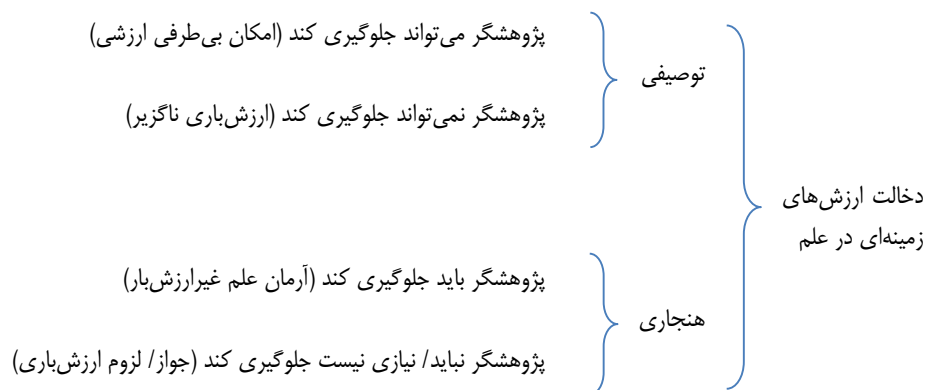 پژوهشگر می‌تواند جلوگیری کند (امکان بی‌طرفی ارزشی)
توصیفی
پژوهشگر نمی‌تواند جلوگیری کند (ارزش‌باری ناگزیر)
دخالت ارزش‌های
زمینه‌ای در علم
پژوهشگر باید جلوگیری کند (آرمان علم غیرارزش‌بار)
هنجاری
پژوهشگر نباید/ نیازی نیست جلوگیری کند (جواز/ لزوم ارزش‌باری)